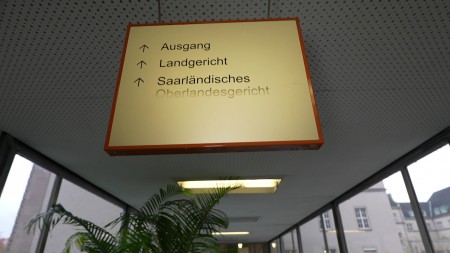 ↑ Ausgang
↑ Landgericht
↑ Saarländisches
Oberlandesgericht